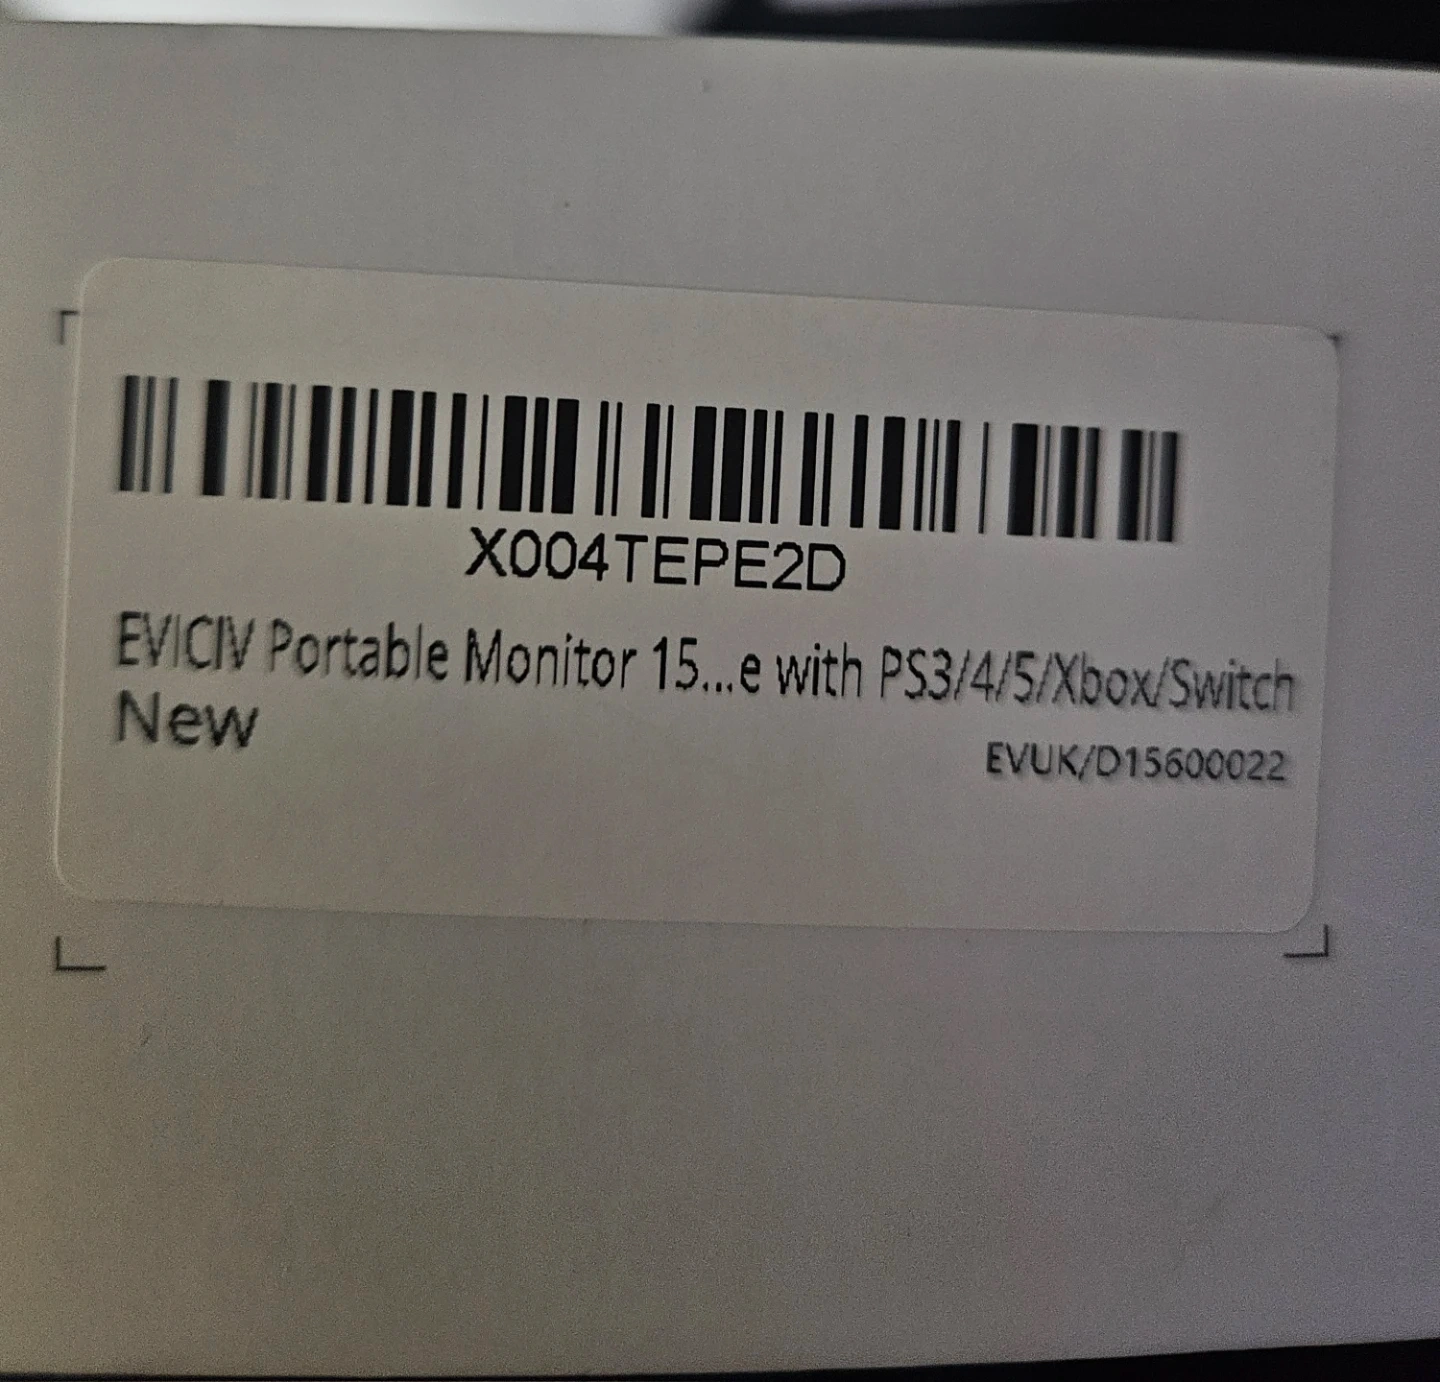 X004TEPE2D
EVICIV Portable Monitor 15...e with PS3/4/5/Xbox/Switch
New
EVUK/D15600022